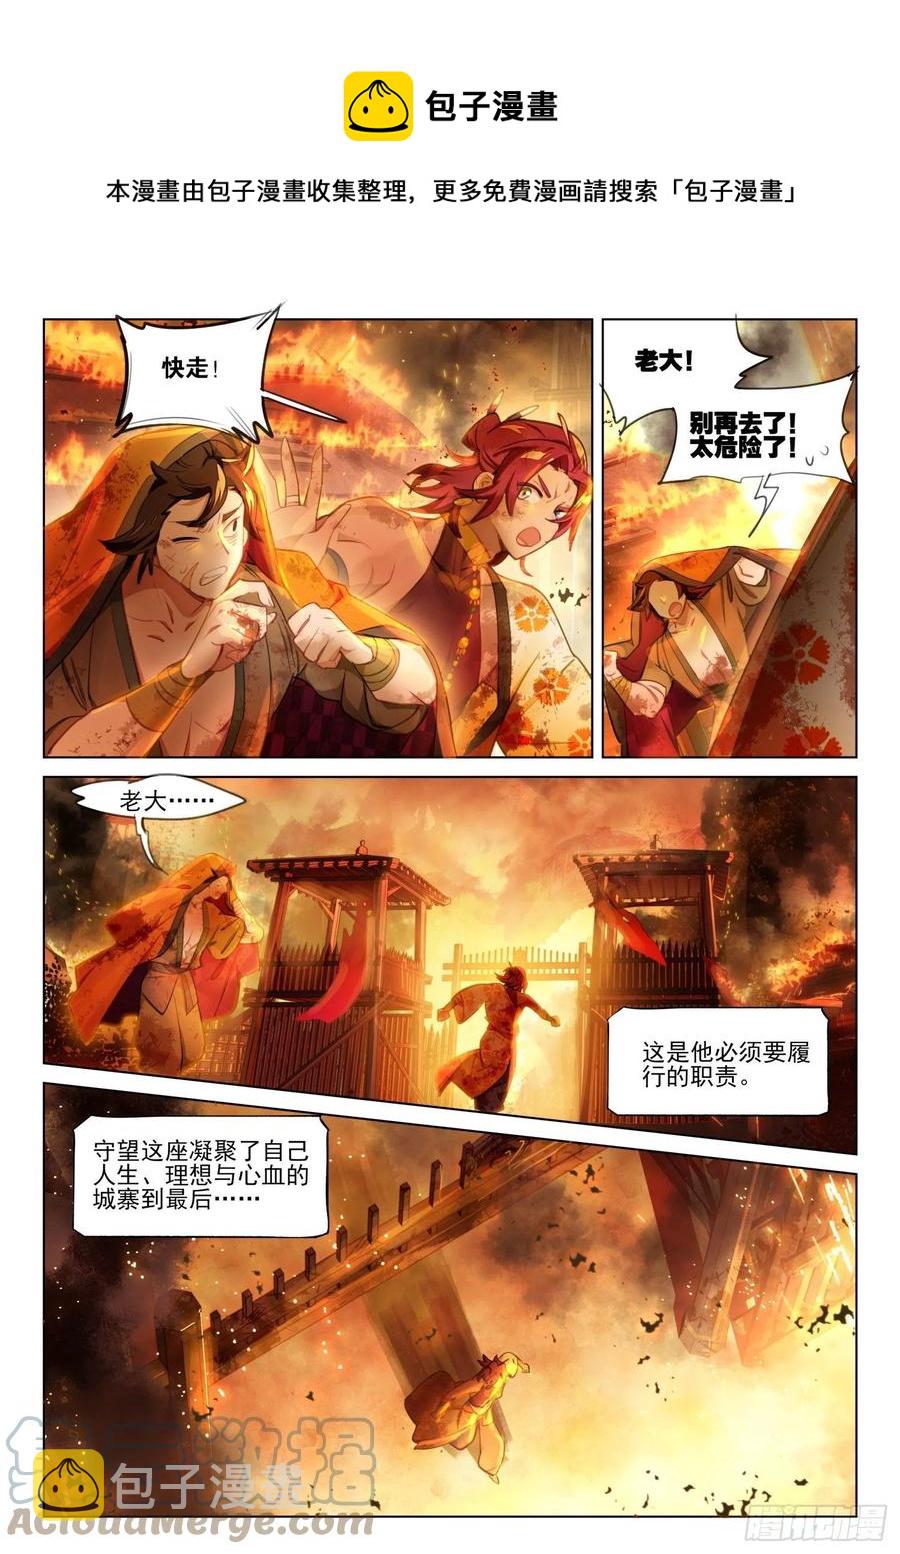 包子漫畫
本漫畫由包子漫畫收集整理，更多免費漫画請搜索「包子漫畫」
快走！
老大！
别再去了！
太危险了！
老大……
这是他必须要履
行的职责。
守望这座凝聚了自己
人生、理想与心血的
城寨到最后……
包子漫畫
AcloudMerge.com
腾讯动漫